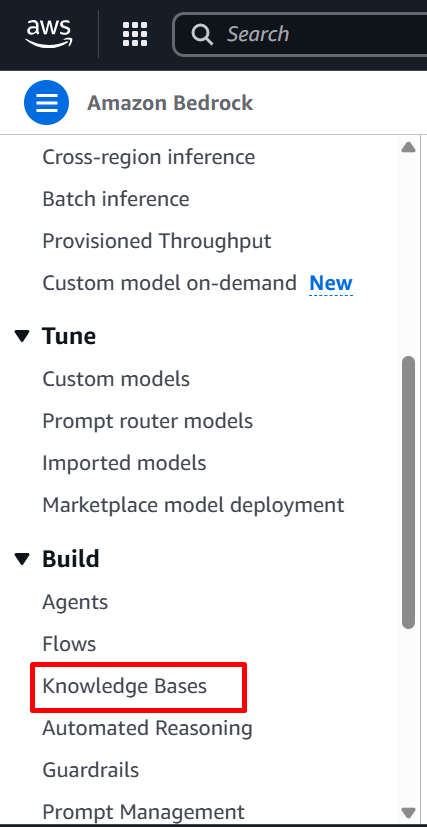 aws
Search
Amazon Bedrock
Cross-region inference
Batch inference
Provisioned Throughput
Custom model on-demand New
Tune
Custom models
Prompt router models
Imported models
Marketplace model deployment
Build
Agents
Flows
Knowledge Bases
Automated Reasoning
Guardrails
Prompt Management